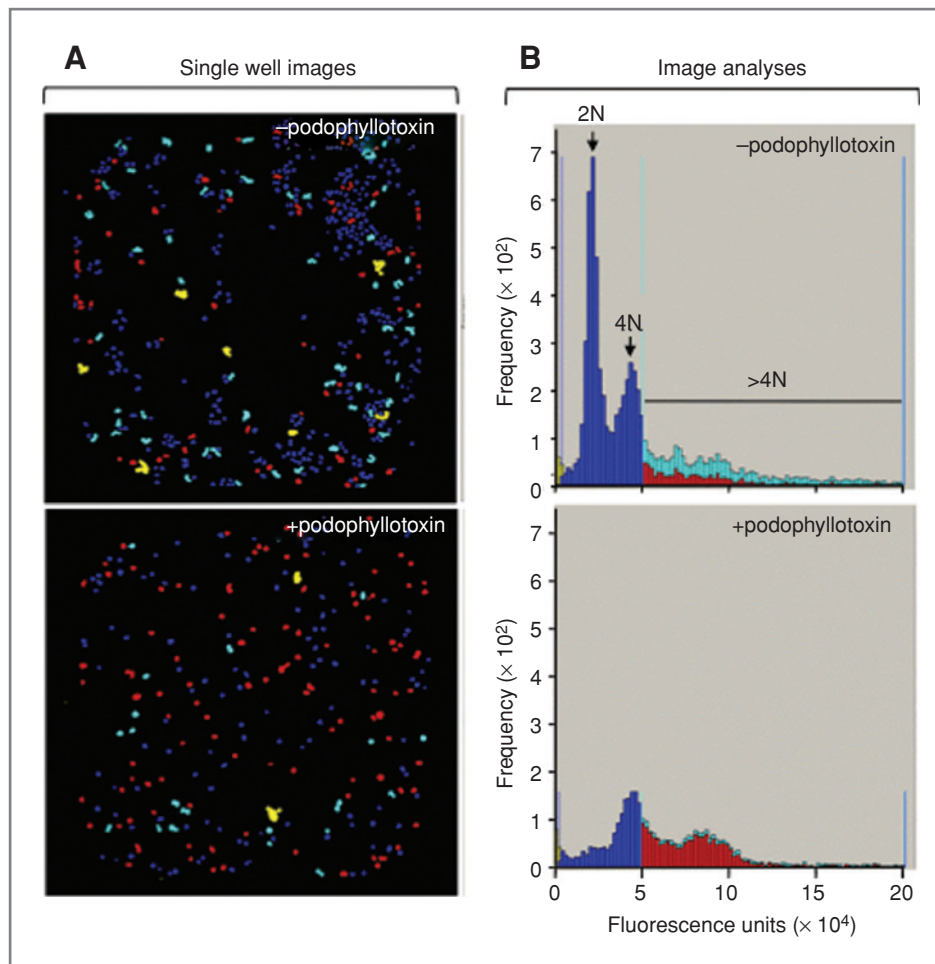 A
Single well images
B
Image analyses
–podophyllotoxin
+podophyllotoxin
2N
–podophyllotoxin
4N
>4N
Frequency (× 10²)
7
6
5
4
3
2
1
0
+podophyllotoxin
Frequency (× 10²)
7
6
5
4
3
2
1
0
0 5 10 15 20
Fluorescence units (× 10⁴)